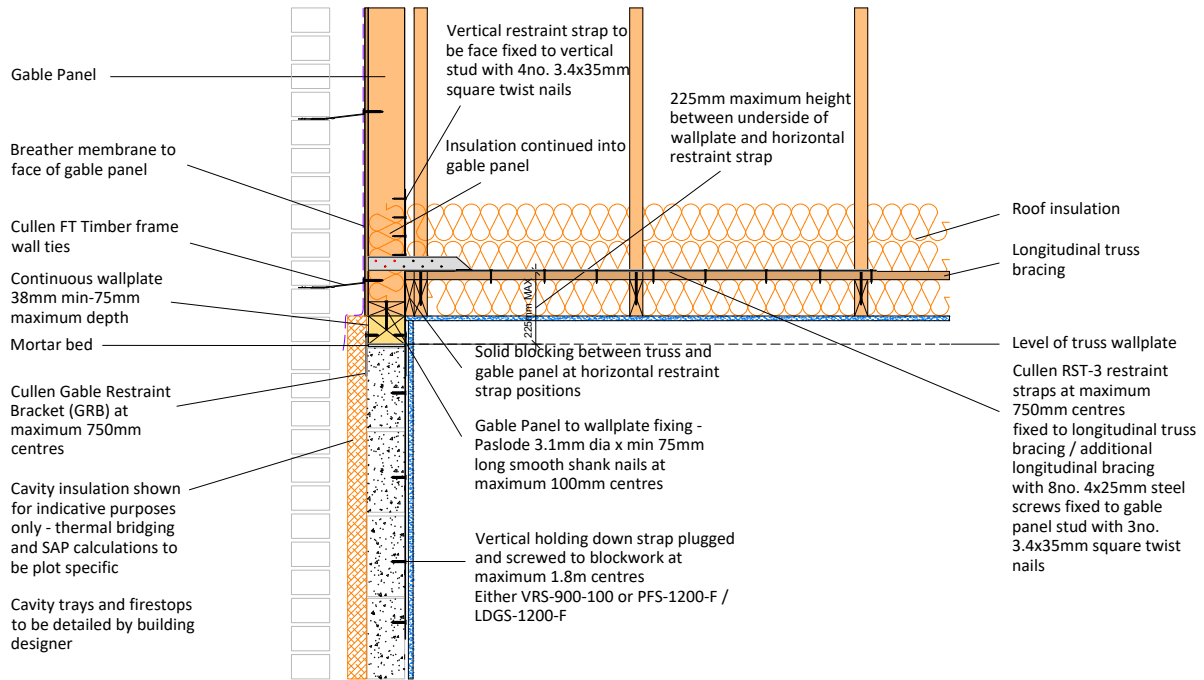 Gable Panel
Breather membrane to
face of gable panel
Cullen FT Timber frame
wall ties
Continuous wallplate
38mm min-75mm
maximum depth
Mortar bed
Cullen Gable Restraint
Bracket (GRB) at
maximum 750mm
centres
Cavity insulation shown
for indicative purposes
only - thermal bridging
and SAP calculations to
be plot specific
Cavity trays and firestops
to be detailed by building
designer
Vertical restraint strap to
be face fixed to vertical
stud with 4no. 3.4x35mm
square twist nails
Insulation continued into
gable panel
225mm maximum height
between underside of
wallplate and horizontal
restraint strap
225mm MAX
Solid blocking between truss and
gable panel at horizontal restraint
strap positions
Gable Panel to wallplate fixing -
Paslode 3.1mm dia x min 75mm
long smooth shank nails at
maximum 100mm centres
Vertical holding down strap plugged
and screwed to blockwork at
maximum 1.8m centres
Either VRS-900-100 or PFS-1200-F /
LDGS-1200-F
Roof insulation
Longitudinal truss
bracing
Level of truss wallplate
Cullen RST-3 restraint
straps at maximum
750mm centres
fixed to longitudinal truss
bracing / additional
longitudinal bracing
with 8no. 4x25mm steel
screws fixed to gable
panel stud with 3no.
3.4x35mm square twist
nails